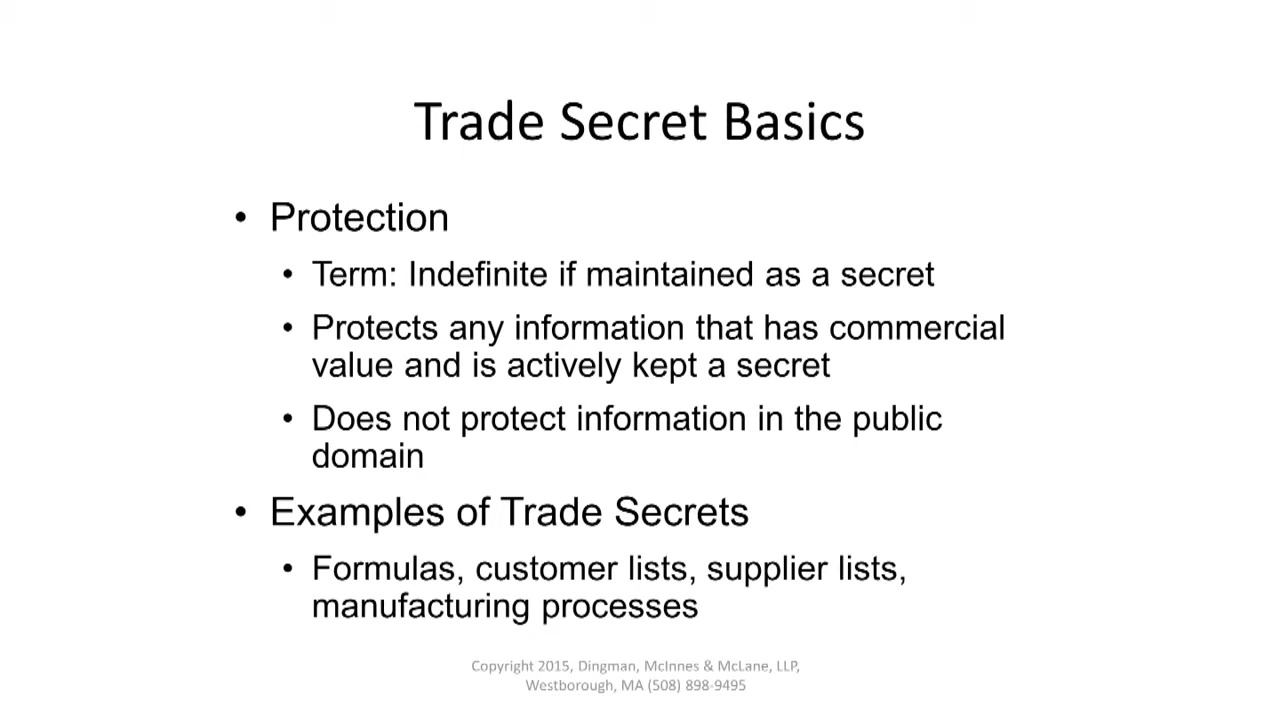 Trade Secret Basics
• Protection
• Term: Indefinite if maintained as a secret
• Protects any information that has commercial
value and is actively kept a secret
• Does not protect information in the public
domain
• Examples of Trade Secrets
• Formulas, customer lists, supplier lists,
manufacturing processes
Copyright 2015, Dingman, McInnes & McLane, LLP,
Westborough, MA (508) 898-9495